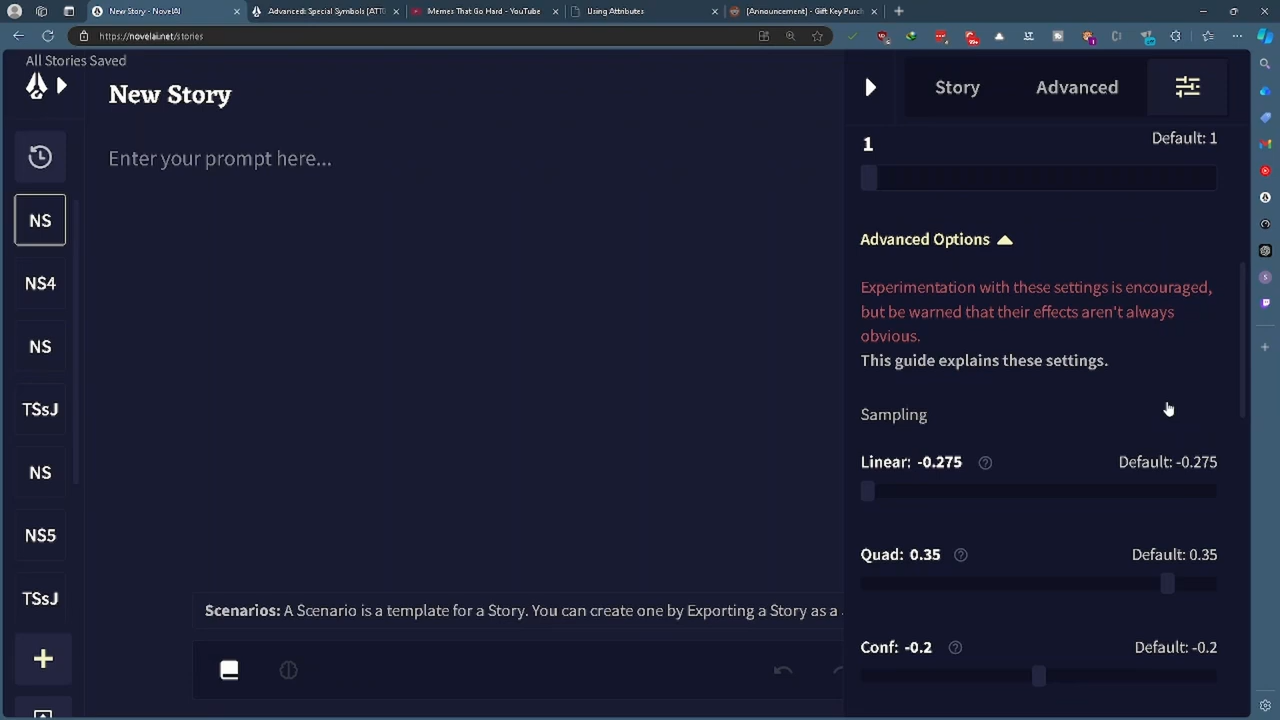 New Story - NovelAI
Advanced: Special Symbols [ATT
Memes That Go Hard - YouTube
Using Attributes
[Announcement] - Gift Key Purch
https://novelai.net/stories
All Stories Saved
New Story
Enter your prompt here...
NS
NS4
NS
TSsJ
NS
NS5
TSsJ
Scenarios: A Scenario is a template for a Story. You can create one by Exporting a Story as a
Story
Advanced
1
Default: 1
Advanced Options
Experimentation with these settings is encouraged,
but be warned that their effects aren't always
obvious.
This guide explains these settings.
Sampling
Linear: -0.275
Default: -0.275
Quad: 0.35
Default: 0.35
Conf: -0.2
Default: -0.2